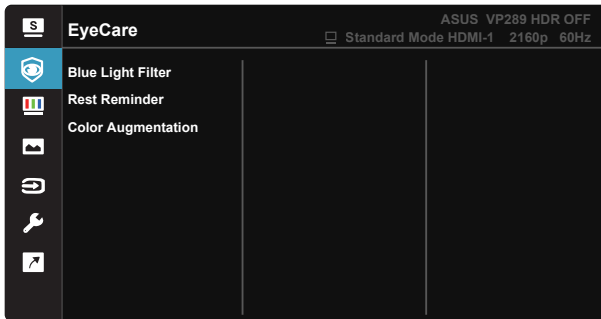 S
EyeCare
ASUS VP289 HDR OFF
Standard Mode HDMI-1 2160p 60Hz
Blue Light Filter
Rest Reminder
Color Augmentation